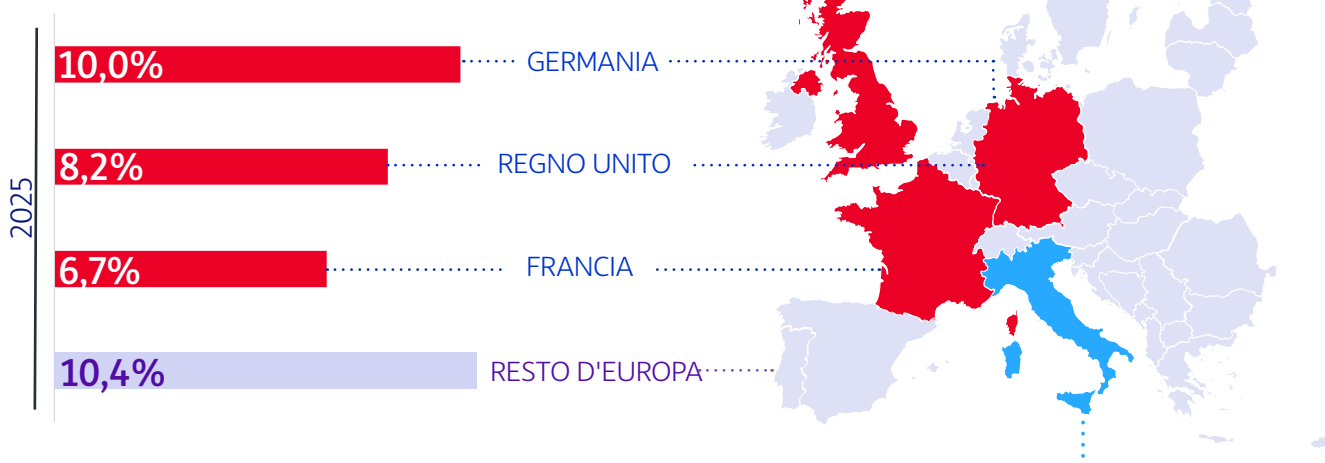 2025
10,0% GERMANIA
8,2% REGNO UNITO
6,7% FRANCIA
10,4% RESTO D'EUROPA